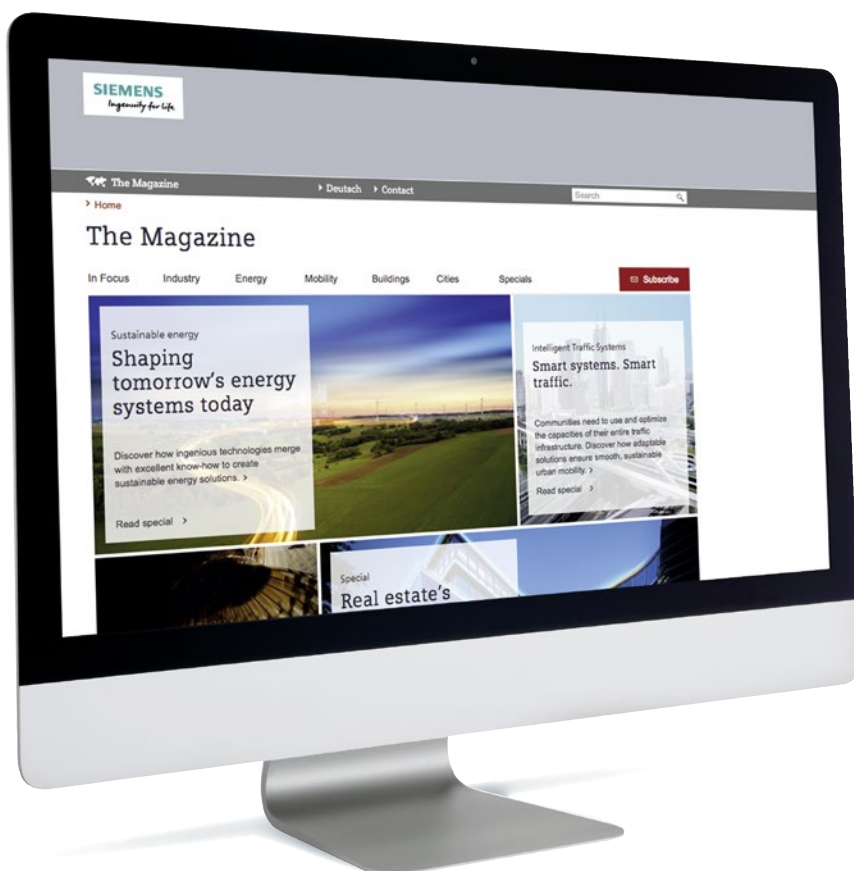 SIEMENS
Ingenuity for life
The Magazine
Deutsch
Contact
Search
Home
The Magazine
In Focus
Industry
Energy
Mobility
Buildings
Cities
Specials
Subscribe
Sustainable energy
Shaping
tomorrow's energy
systems today
Discover how ingenious technologies merge
with excellent know-how to create
sustainable energy solutions. >
Read special >
Intelligent Traffic Systems
Smart systems. Smart
traffic.
Communities need to use and optimize
the capacities of their entire traffic
infrastructure. Discover how adaptable
solutions ensure smooth, sustainable
urban mobility. >
Read special >
Special
Real estate's